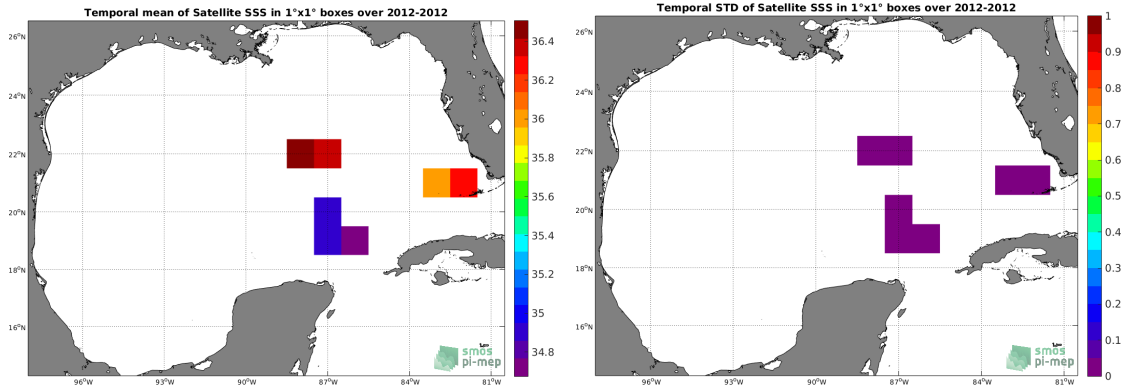 Temporal mean of Satellite SSS in 1°x1° boxes over 2012-2012
26°N
24°N
22°N
20°N
18°N
16°N
96°W
93°W
90°W
87°W
84°W
81°W
36.4
36.2
36
35.8
35.6
35.4
35.2
35
34.8
smos
pi-mep
Temporal STD of Satellite SSS in 1°x1° boxes over 2012-2012
26°N
24°N
22°N
20°N
18°N
16°N
96°W
93°W
90°W
87°W
84°W
81°W
1
0.9
0.8
0.7
0.6
0.5
0.4
0.3
0.2
0.1
0
smos
pi-mep